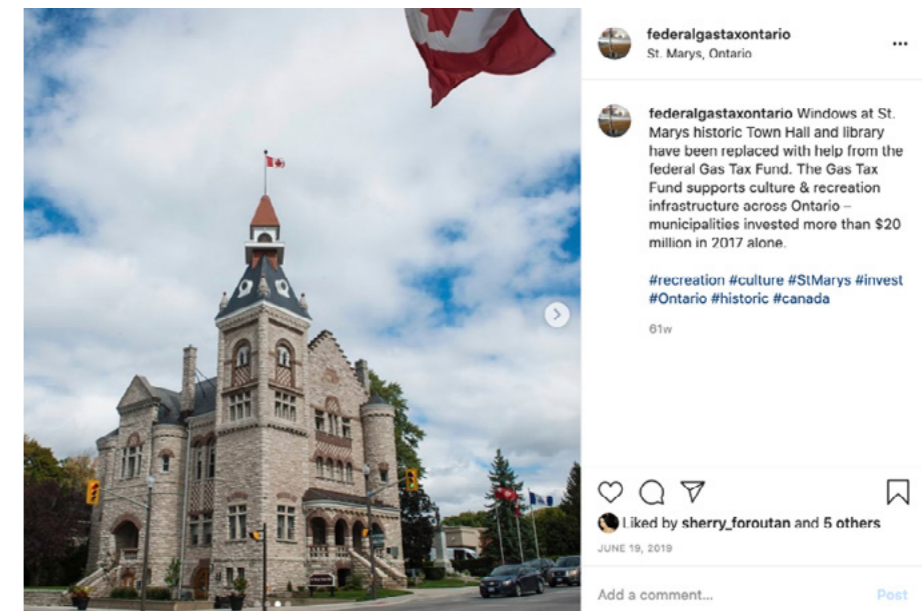 federalgastaxontario
St. Marys, Ontario
federalgastaxontario Windows at St.
Marys historic Town Hall and library
have been replaced with help from the
federal Gas Tax Fund. The Gas Tax
Fund supports culture & recreation
infrastructure across Ontario –
municipalities invested more than $20
million in 2017 alone.
#recreation #culture #StMarys #invest
#Ontario #historic #canada
61w
Liked by sherry_foroutan and 5 others
JUNE 19, 2019
Add a comment...
Post